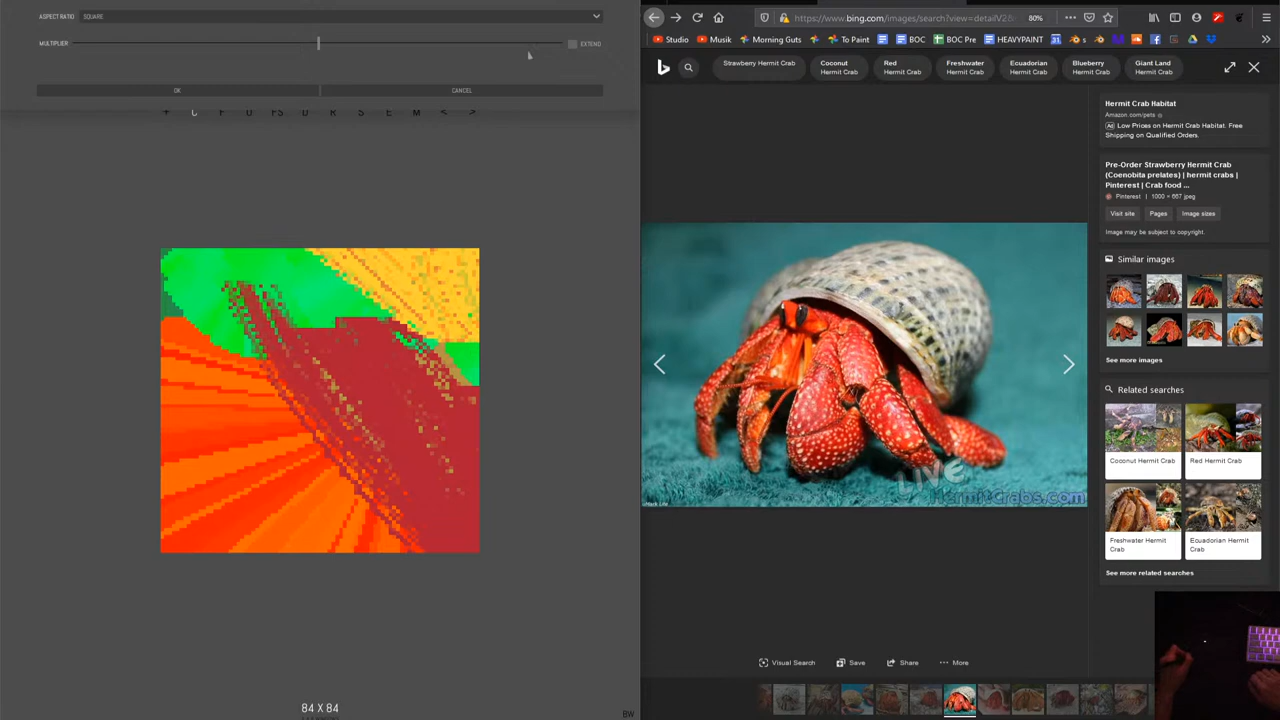 ASPECT RATIO SQUARE
MULTIPLIER EXTEND
OK CANCEL
84 X 84
BW
https://www.bing.com/images/search?view=detailV2& 80%
Studio Musik Morning Guts To Paint BOC BOC Pre HEAVYPAINT
Strawberry Hermit Crab
Coconut
Hermit Crab
Red
Hermit Crab
Freshwater
Hermit Crab
Ecuadorian
Hermit Crab
Blueberry
Hermit Crab
Giant Land
Hermit Crab
LIVE
HermitCrabs.com
Hermit Crab Habitat
Amazon.com/pets
Ad Low Prices on Hermit Crab Habitat. Free
Shipping on Qualified Orders.
Pre-Order Strawberry Hermit Crab
(Coenobita prelates) | hermit crabs |
Pinterest | Crab food ...
Pinterest | 1000 × 667 jpeg
Visit site Pages Image sizes
Image may be subject to copyright.
Similar images
See more images
Related searches
Coconut Hermit Crab
Red Hermit Crab
Freshwater Hermit
Crab
Ecuadorian Hermit
Crab
See more related searches
Visual Search Save Share More